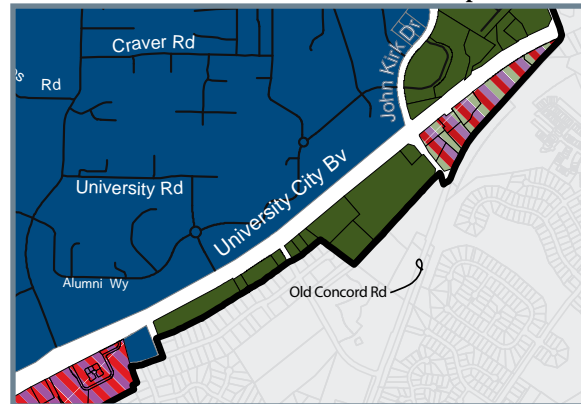 Craver Rd
Rd
John Kirk Dr
University Rd
University City Bv
Alumni Wy
Old Concord Rd